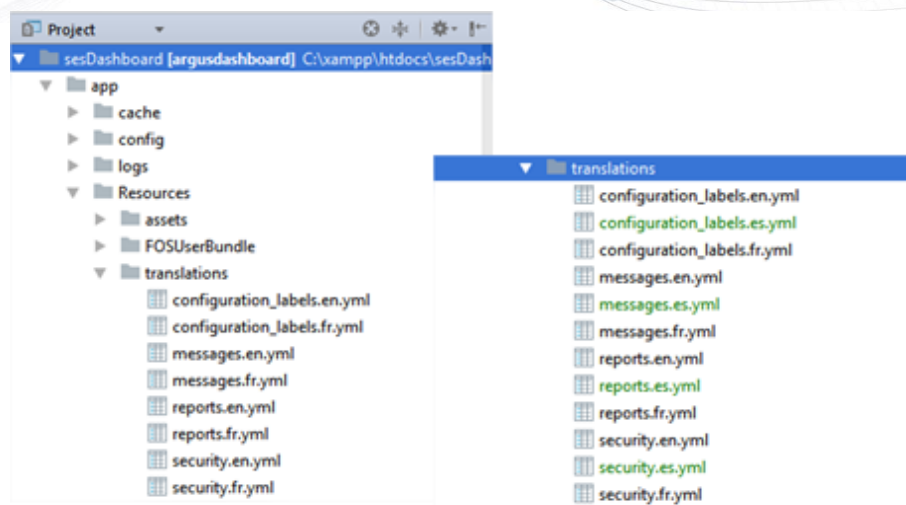 Project
sesDashboard [argusdashboard] C:\xampp\htdocs\sesDash
app
cache
config
logs
Resources
assets
FOSUserBundle
translations
configuration_labels.en.yml
configuration_labels.fr.yml
messages.en.yml
messages.fr.yml
reports.en.yml
reports.fr.yml
security.en.yml
security.fr.yml
translations
configuration_labels.en.yml
configuration_labels.es.yml
configuration_labels.fr.yml
messages.en.yml
messages.es.yml
messages.fr.yml
reports.en.yml
reports.es.yml
reports.fr.yml
security.en.yml
security.es.yml
security.fr.yml